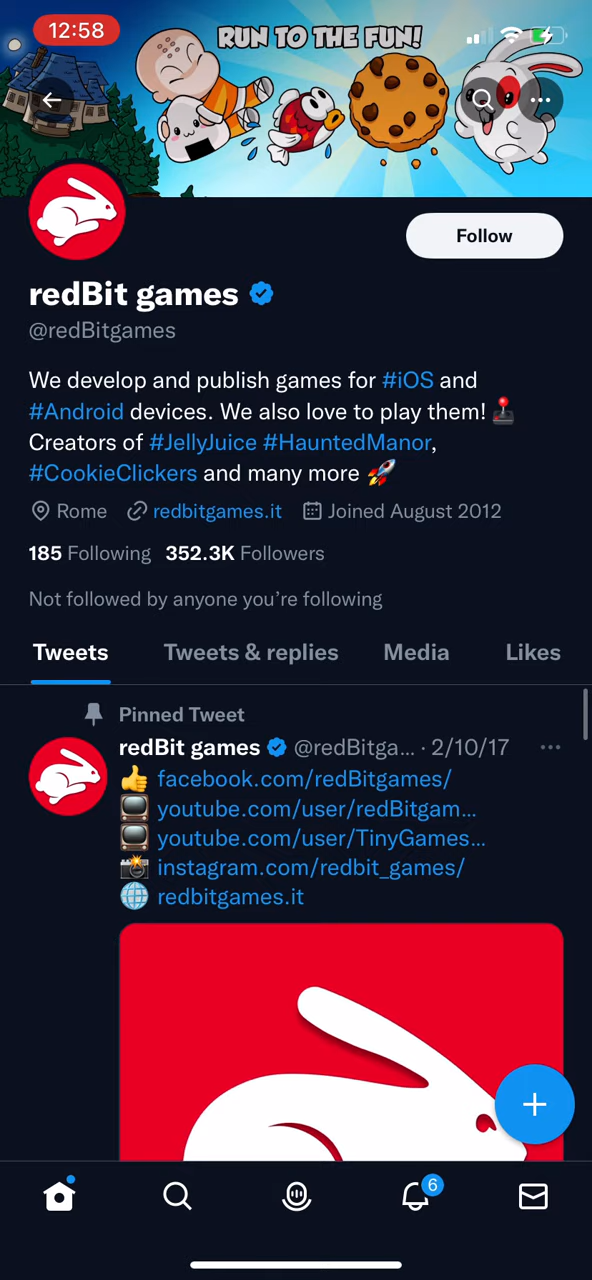 12:58
RUN TO THE FUN!
Follow
redBit games
@redBitgames
We develop and publish games for #iOS and
#Android devices. We also love to play them! 🕹️
Creators of #JellyJuice #HauntedManor,
#CookieClickers and many more 🚀
Rome redbitgames.it Joined August 2012
185 Following 352.3K Followers
Not followed by anyone you’re following
Tweets Tweets & replies Media Likes
Pinned Tweet
redBit games @redBitga... · 2/10/17
👍 facebook.com/redBitgames/
📺 youtube.com/user/redBitgam...
📺 youtube.com/user/TinyGames...
📸 instagram.com/redbit_games/
🌐 redbitgames.it
6